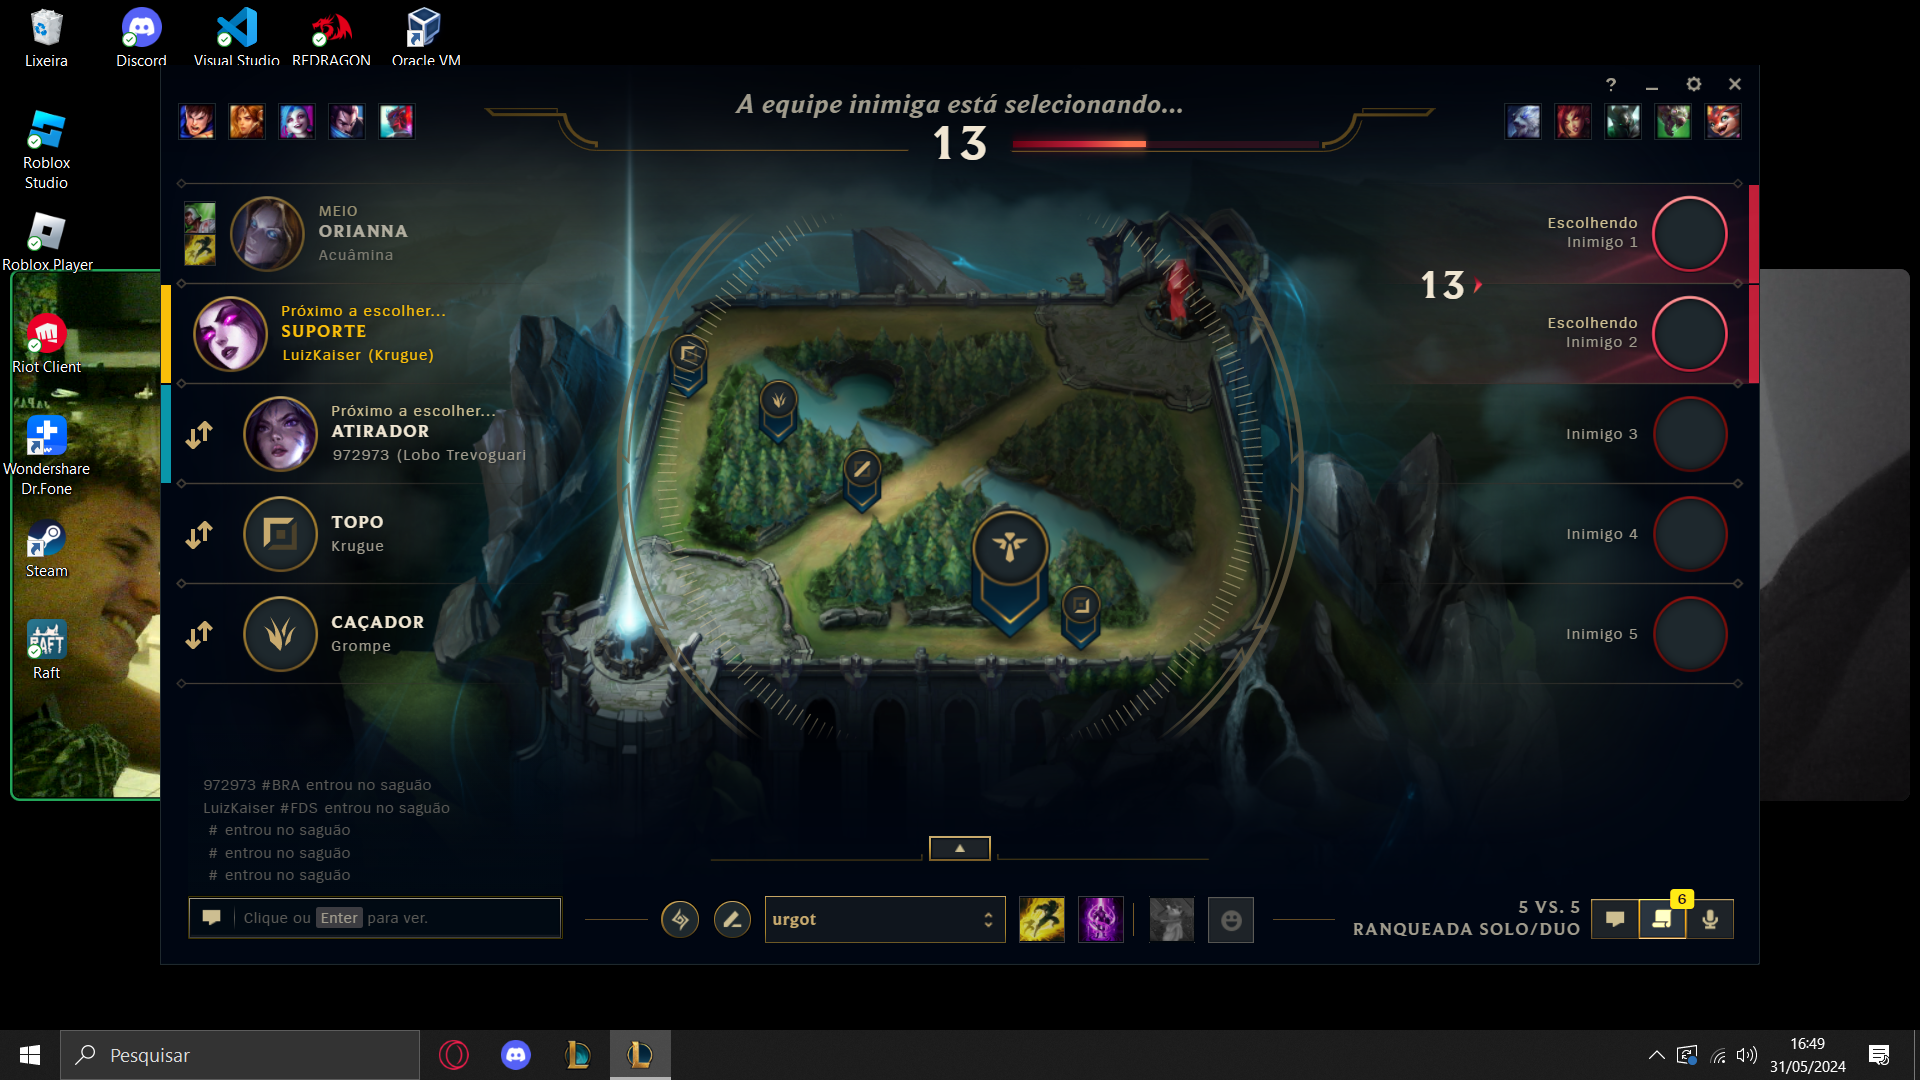 Lixeira
Discord
Visual Studio
REDRAGON
Oracle VM
Roblox
Studio
Roblox Player
Riot Client
Wondershare
Dr.Fone
Steam
RAFT
Raft
?
A equipe inimiga está selecionando...
13
MEIO
ORIANNA
Acuâmina
Próximo a escolher...
SUPORTE
LuizKaiser (Krugue)
Próximo a escolher...
ATIRADOR
972973 (Lobo Trevoguari
TOPO
Krugue
CAÇADOR
Grompe
Escolhendo
Inimigo 1
13
Escolhendo
Inimigo 2
Inimigo 3
Inimigo 4
Inimigo 5
972973 #BRA entrou no saguão
LuizKaiser #FDS entrou no saguão
# entrou no saguão
# entrou no saguão
# entrou no saguão
Clique ou Enter para ver.
urgot
5 VS. 5
RANQUEADA SOLO/DUO
6
Pesquisar
16:49
31/05/2024